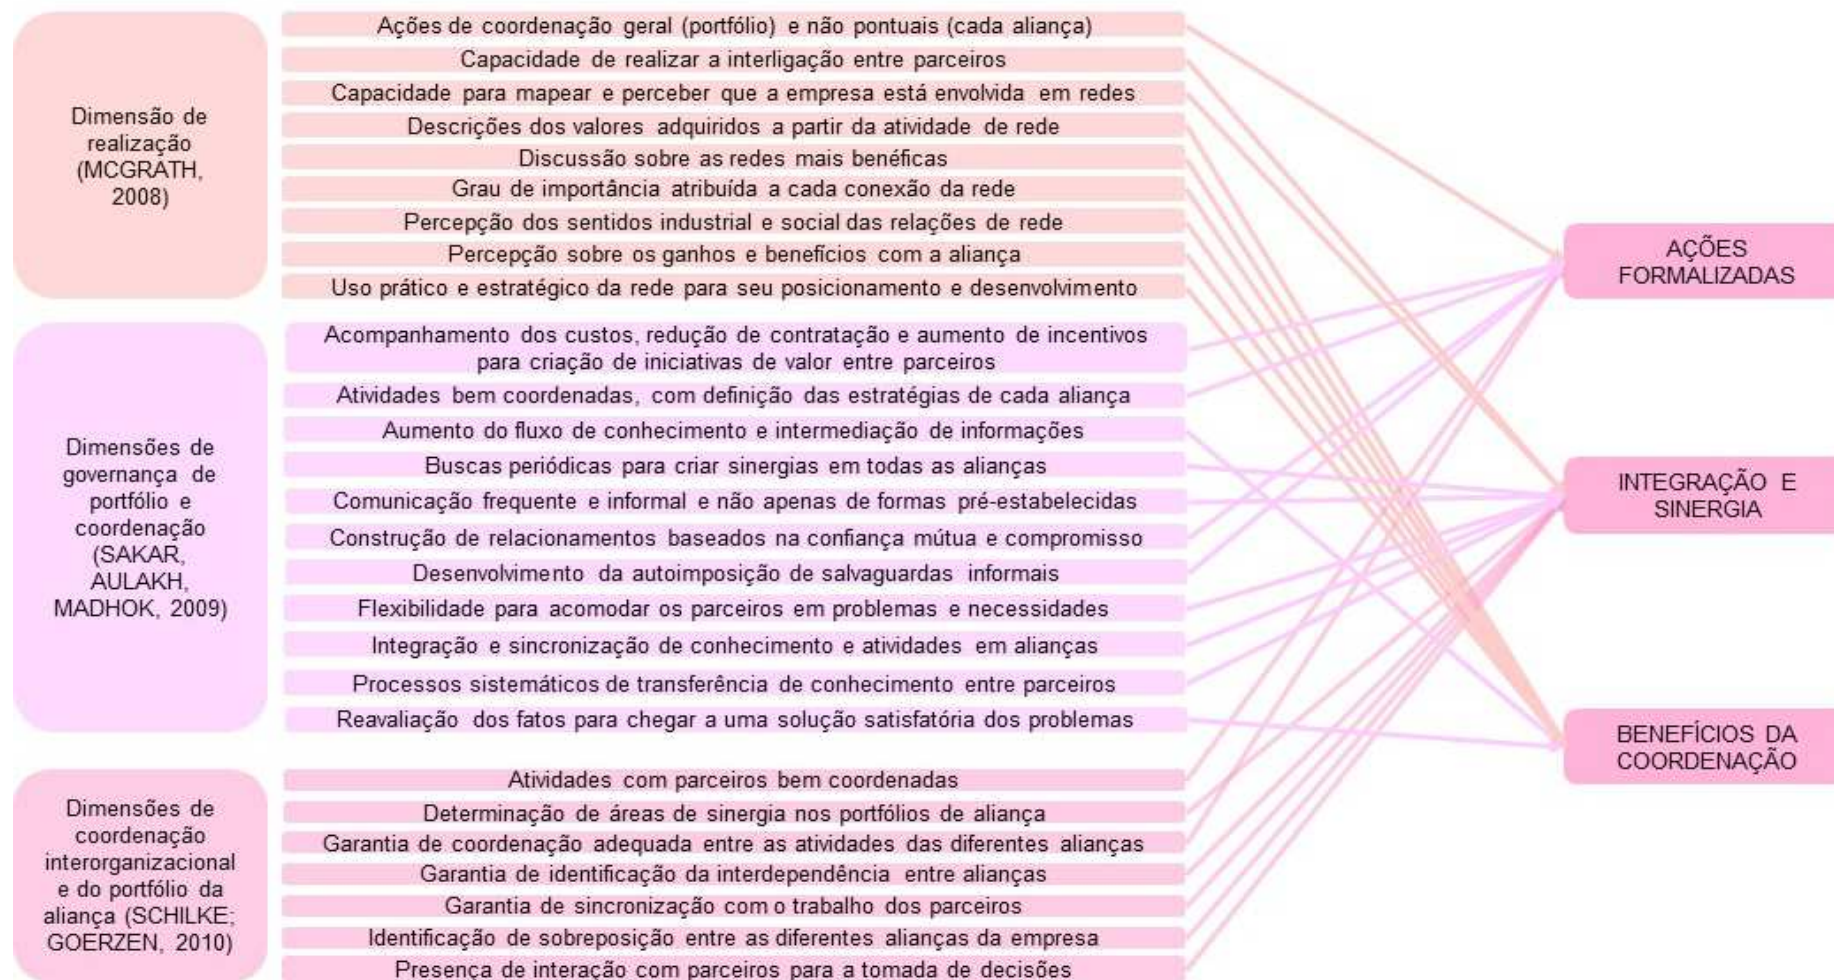 Dimensão de
realização
(MCGRATH,
2008)
Ações de coordenação geral (portfólio) e não pontuais (cada aliança)
Capacidade de realizar a interligação entre parceiros
Capacidade para mapear e perceber que a empresa está envolvida em redes
Descrições dos valores adquiridos a partir da atividade de rede
Discussão sobre as redes mais benéficas
Grau de importância atribuída a cada conexão da rede
Percepção dos sentidos industrial e social das relações de rede
Percepção sobre os ganhos e benefícios com a aliança
Uso prático e estratégico da rede para seu posicionamento e desenvolvimento
Dimensões de
governança de
portfólio e
coordenação
(SAKAR,
AULAKH,
MADHOK, 2009)
Acompanhamento dos custos, redução de contratação e aumento de incentivos
para criação de iniciativas de valor entre parceiros
Atividades bem coordenadas, com definição das estratégias de cada aliança
Aumento do fluxo de conhecimento e intermediação de informações
Buscas periódicas para criar sinergias em todas as alianças
Comunicação frequente e informal e não apenas de formas pré-estabelecidas
Construção de relacionamentos baseados na confiança mútua e compromisso
Desenvolvimento da autoimposição de salvaguardas informais
Flexibilidade para acomodar os parceiros em problemas e necessidades
Integração e sincronização de conhecimento e atividades em alianças
Processos sistemáticos de transferência de conhecimento entre parceiros
Reavaliação dos fatos para chegar a uma solução satisfatória dos problemas
Dimensões de
coordenação
interorganizacional
e do portfólio da
aliança (SCHILKE;
GOERZEN, 2010)
Atividades com parceiros bem coordenadas
Determinação de áreas de sinergia nos portfólios de aliança
Garantia de coordenação adequada entre as atividades das diferentes alianças
Garantia de identificação da interdependência entre alianças
Garantia de sincronização com o trabalho dos parceiros
Identificação de sobreposição entre as diferentes alianças da empresa
Presença de interação com parceiros para a tomada de decisões
AÇÕES
FORMALIZADAS
INTEGRAÇÃO E
SINERGIA
BENEFÍCIOS DA
COORDENAÇÃO